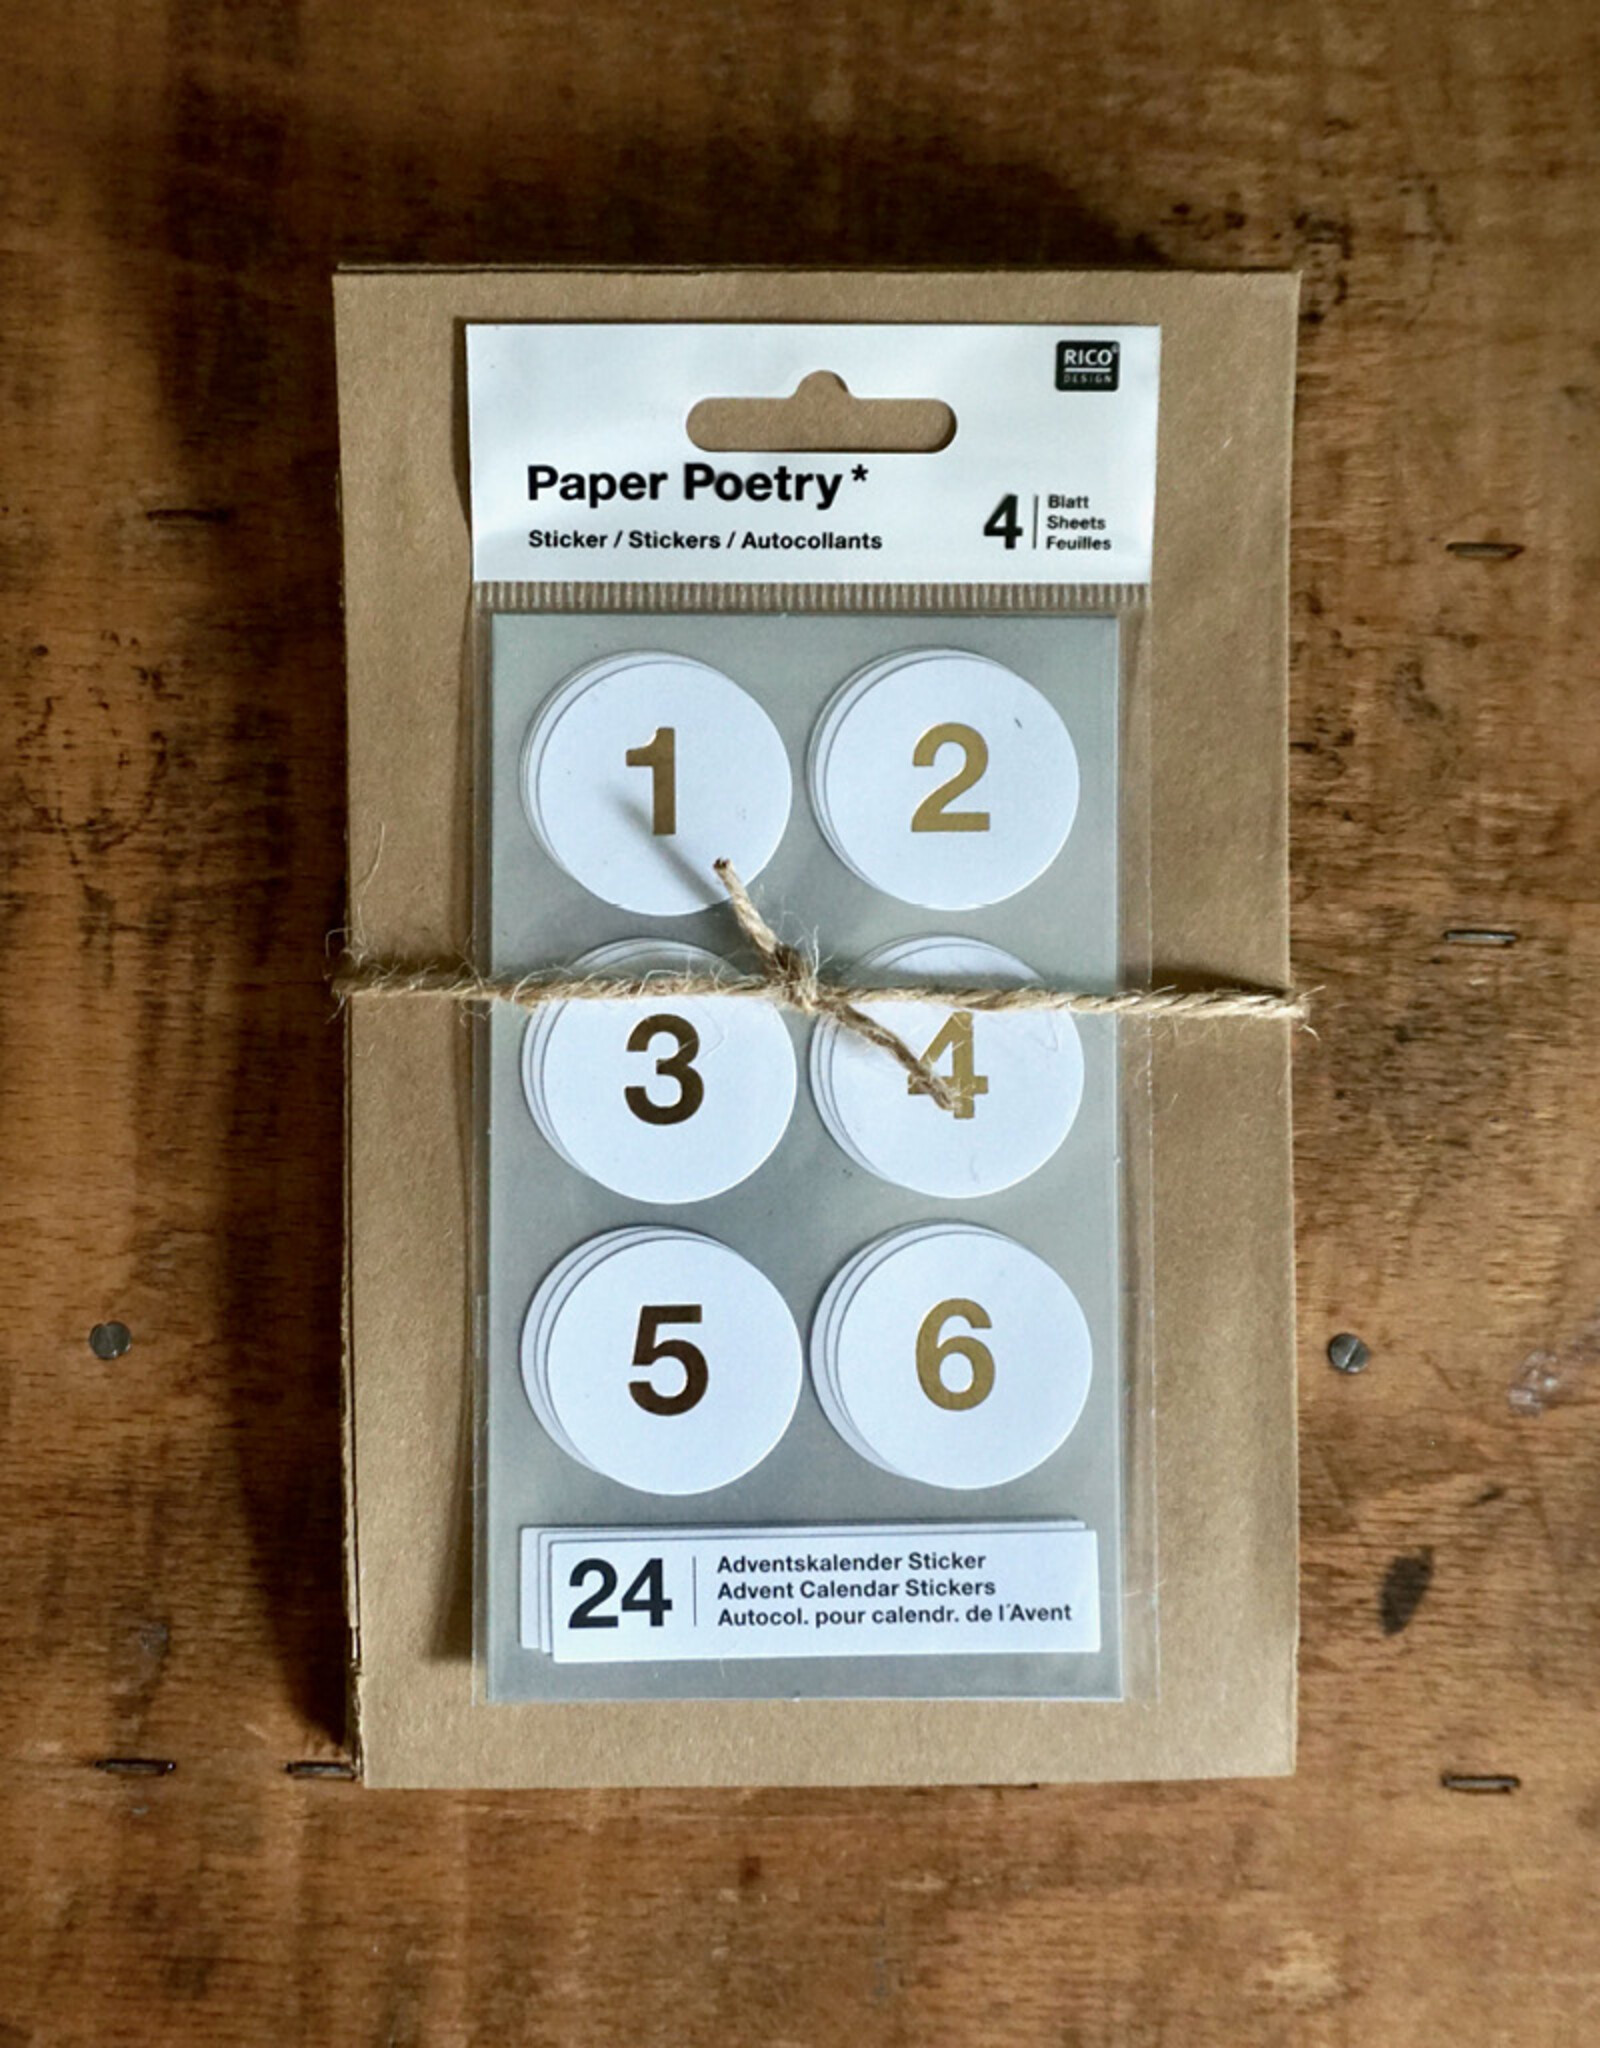 RICO®
DESIGN
Paper Poetry*
Sticker / Stickers / Autocollants
4
Blatt
Sheets
Feuilles
1
2
3
4
5
6
24
Adventskalender Sticker
Advent Calendar Stickers
Autocol. pour calendr. de l´Avent